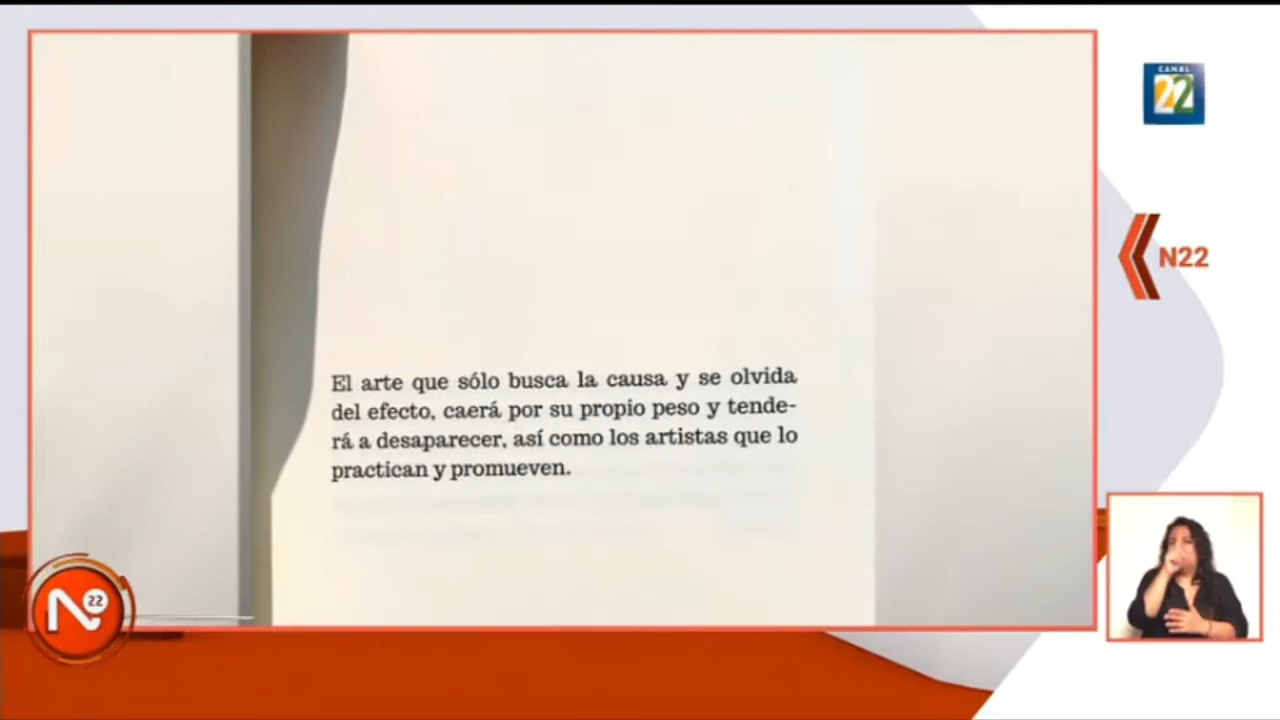 CANAL
22
N22
El arte que sólo busca la causa y se olvida
del efecto, caerá por su propio peso y tende-
rá a desaparecer, así como los artistas que lo
practican y promueven.
N22